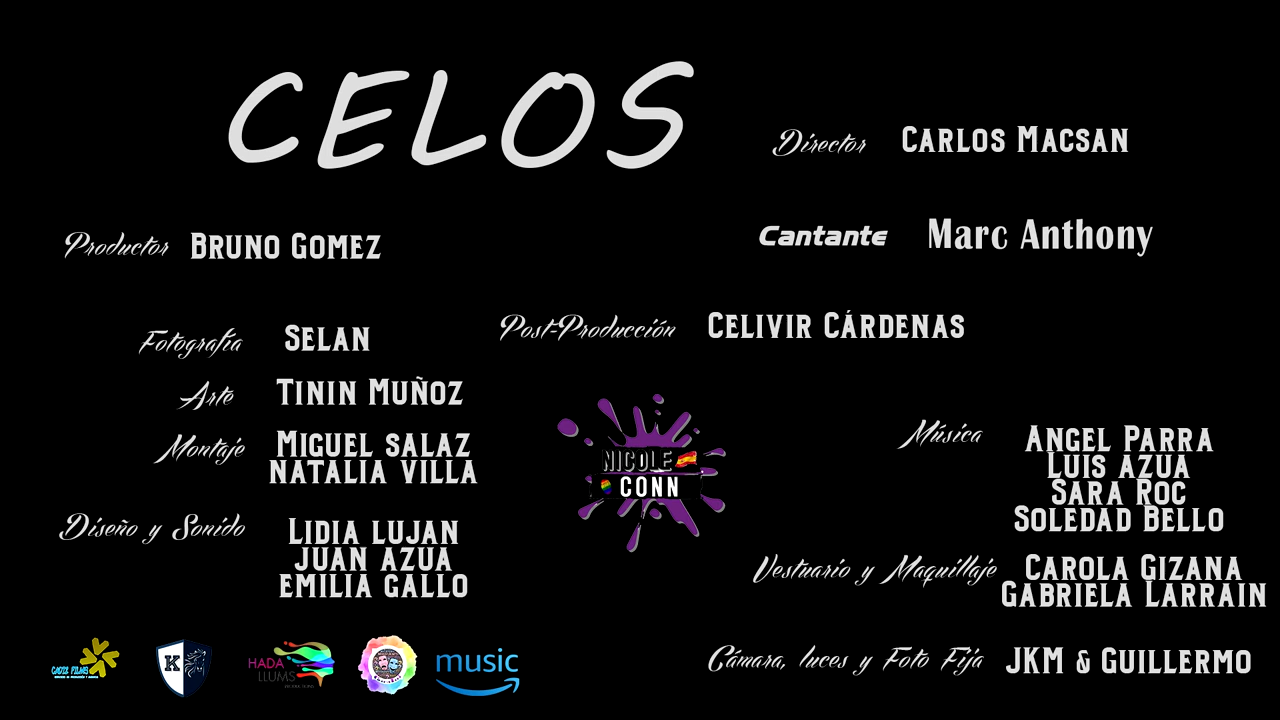 CELOS
Director CARLOS MACSAN
Productor BRUNO GOMEZ
Cantante Marc Anthony
Fotografía SELAN
Post-Producción CELIVIR CÁRDENAS
Arte TININ MUÑOZ
Montaje MIGUEL SALAZ
NATALIA VILLA
Diseño y Sonido LIDIA LUJAN
JUAN AZUA
EMILIA GALLO
NICOLE
CONN
Música ANGEL PARRA
LUIS AZUA
SARA ROC
SOLEDAD BELLO
Vestuario y Maquillaje CAROLA GIZANA
GABRIELA LARRAIN
Cámara, luces y Foto Fija JKM & GUILLERMO
CADIX FILMS
K
HADA
LLUMS
music